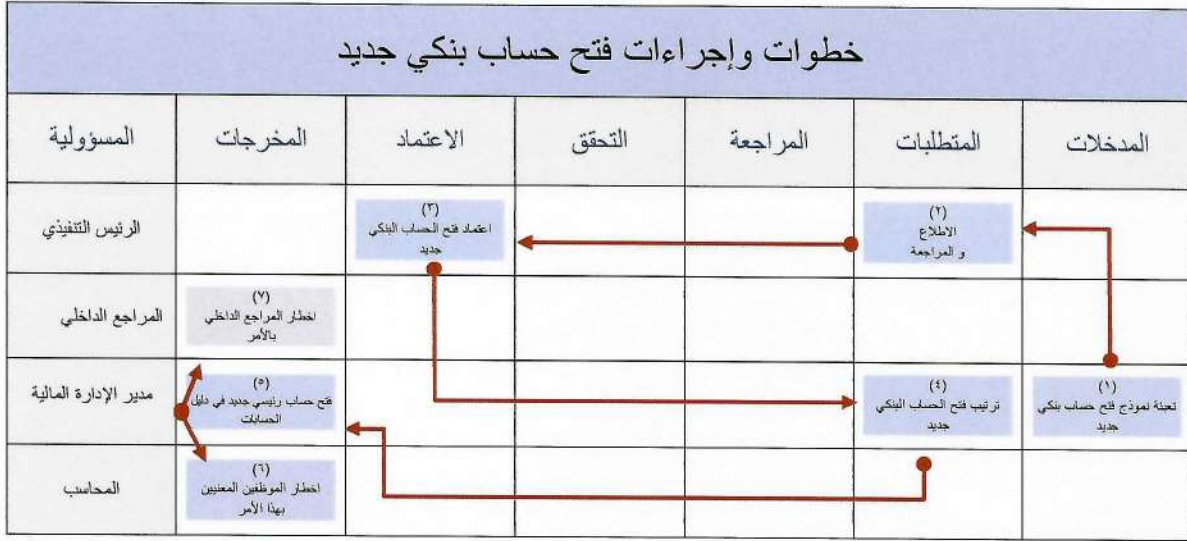 خطوات وإجراءات فتح حساب بنكي جديد
المدخلات
المتطلبات
المراجعة
التحقق
الاعتماد
المخرجات
المسؤولية
(٢)
الاطلاع
و المراجعة
(٣)
اعتماد فتح الحساب البنكي
جديد
الرئيس التنفيذي
(٧)
اخطار المراجع الداخلي
بالأمر
المراجع الداخلي
(١)
تعبئة نموذج فتح حساب بنكي
جديد
(٤)
ترتيب فتح الحساب البنكي
جديد
(٥)
فتح حساب رئيسي جديد في دليل
الحسابات
مدير الإدارة المالية
(٦)
اخطار الموظفين المعنيين
بهذا الأمر
المحاسب